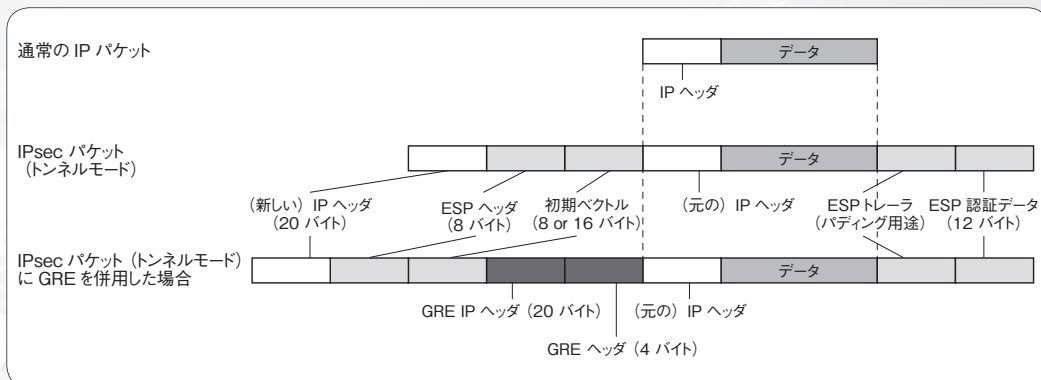 通常の IP パケット
データ
IP ヘッダ
IPsec パケット
（トンネルモード）
データ
（新しい）IP ヘッダ
（20 バイト）
ESP ヘッダ
（8 バイト）
初期ベクトル
（8 or 16 バイト）
（元の）IP ヘッダ
ESP トレーラ
（パディング用途）
ESP 認証データ
（12 バイト）
IPsec パケット（トンネルモード）
に GRE を併用した場合
データ
GRE IP ヘッダ（20 バイト）
（元の）IP ヘッダ
GRE ヘッダ（4 バイト）